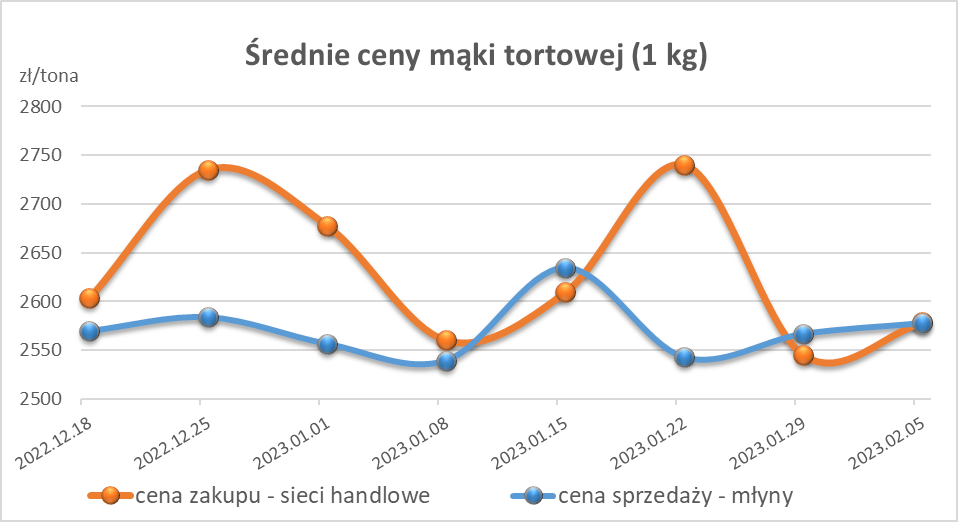 Średnie ceny mąki tortowej (1 kg)
zł/tona
2800
2750
2700
2650
2600
2550
2500
2022.12.18 2022.12.25 2023.01.01 2023.01.08 2023.01.15 2023.01.22 2023.01.29 2023.02.05
cena zakupu - sieci handlowe cena sprzedaży - młyny